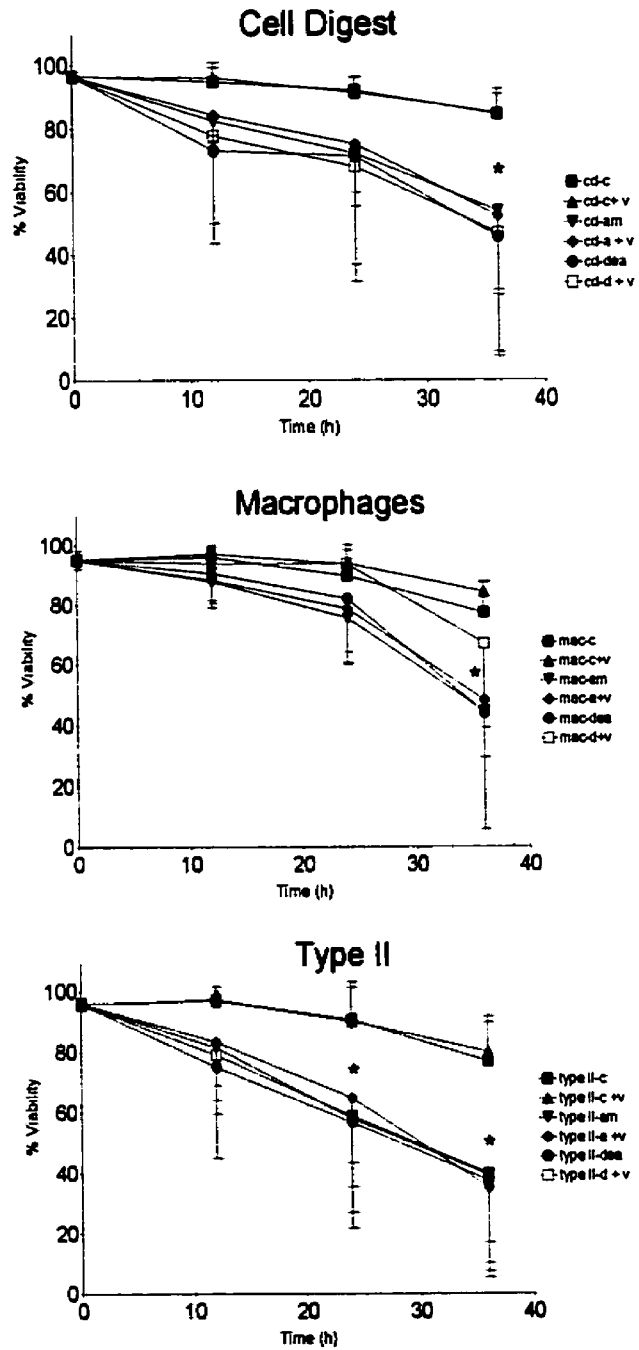 Cell Digest
100
80
60
40
20
0
% Viability
0 10 20 30 40
Time (h)
*
cd-c
cd-c+ v
cd-am
cd-a + v
cd-dea
cd-d + v
Macrophages
100
80
60
40
20
0
% Viability
0 10 20 30 40
Time (h)
*
mac-c
mac-c+v
mac-am
mac-a+v
mac-dea
mac-d+v
Type II
100
80
60
40
20
0
% Viability
0 10 20 30 40
Time (h)
*
*
type II-c
type II-c +v
type II-am
type II-a +v
type II-dea
type II-d + v